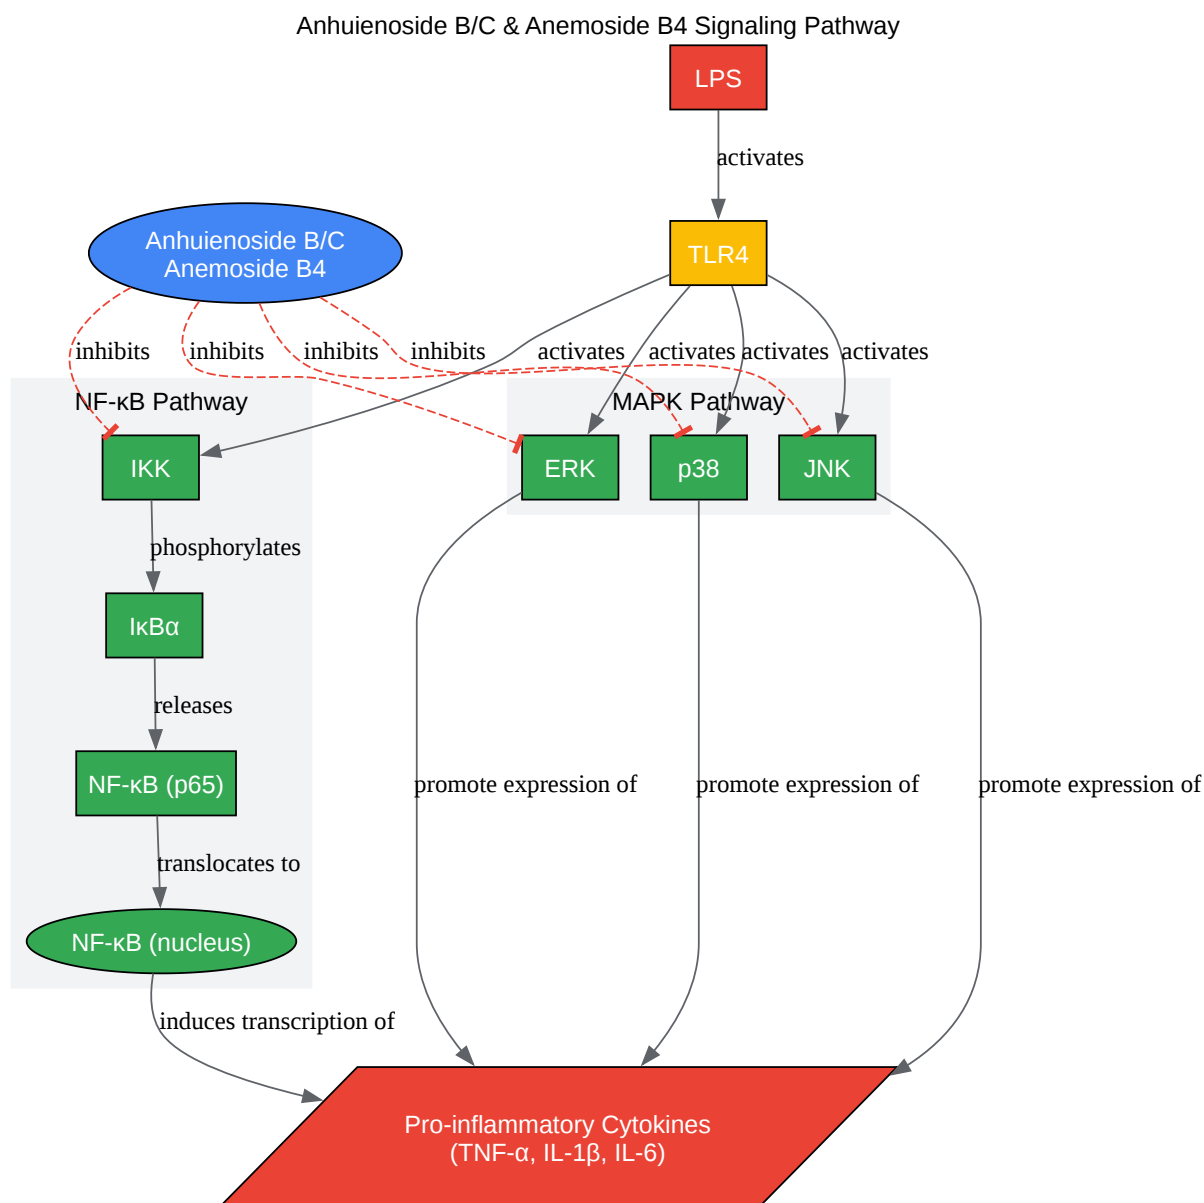 Anhuienoside B/C & Anemoside B4 Signaling Pathway
LPS
activates
Anhuienoside B/C
Anemoside B4
TLR4
inhibits
inhibits
inhibits
inhibits
activates
activates
activates
activates
NF-κB Pathway
MAPK Pathway
IKK
ERK
p38
JNK
phosphorylates
IκBα
releases
NF-κB (p65)
promote expression of
promote expression of
promote expression of
translocates to
NF-κB (nucleus)
induces transcription of
Pro-inflammatory Cytokines
(TNF-α, IL-1β, IL-6)